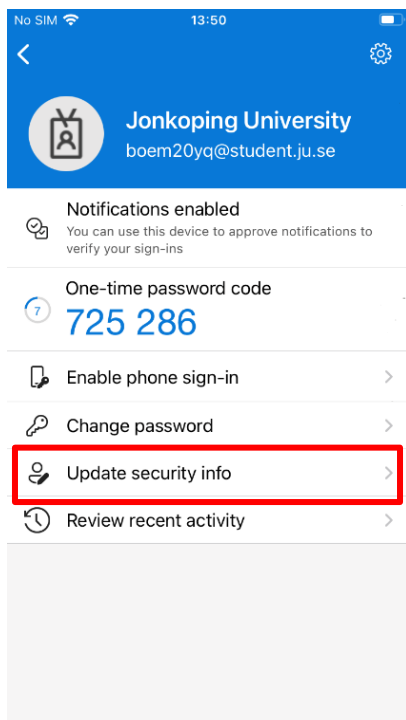 No SIM 13:50
Jonkoping University
boem20yq@student.ju.se
Notifications enabled
You can use this device to approve notifications to
verify your sign-ins
One-time password code
7
725 286
Enable phone sign-in
Change password
Update security info
Review recent activity